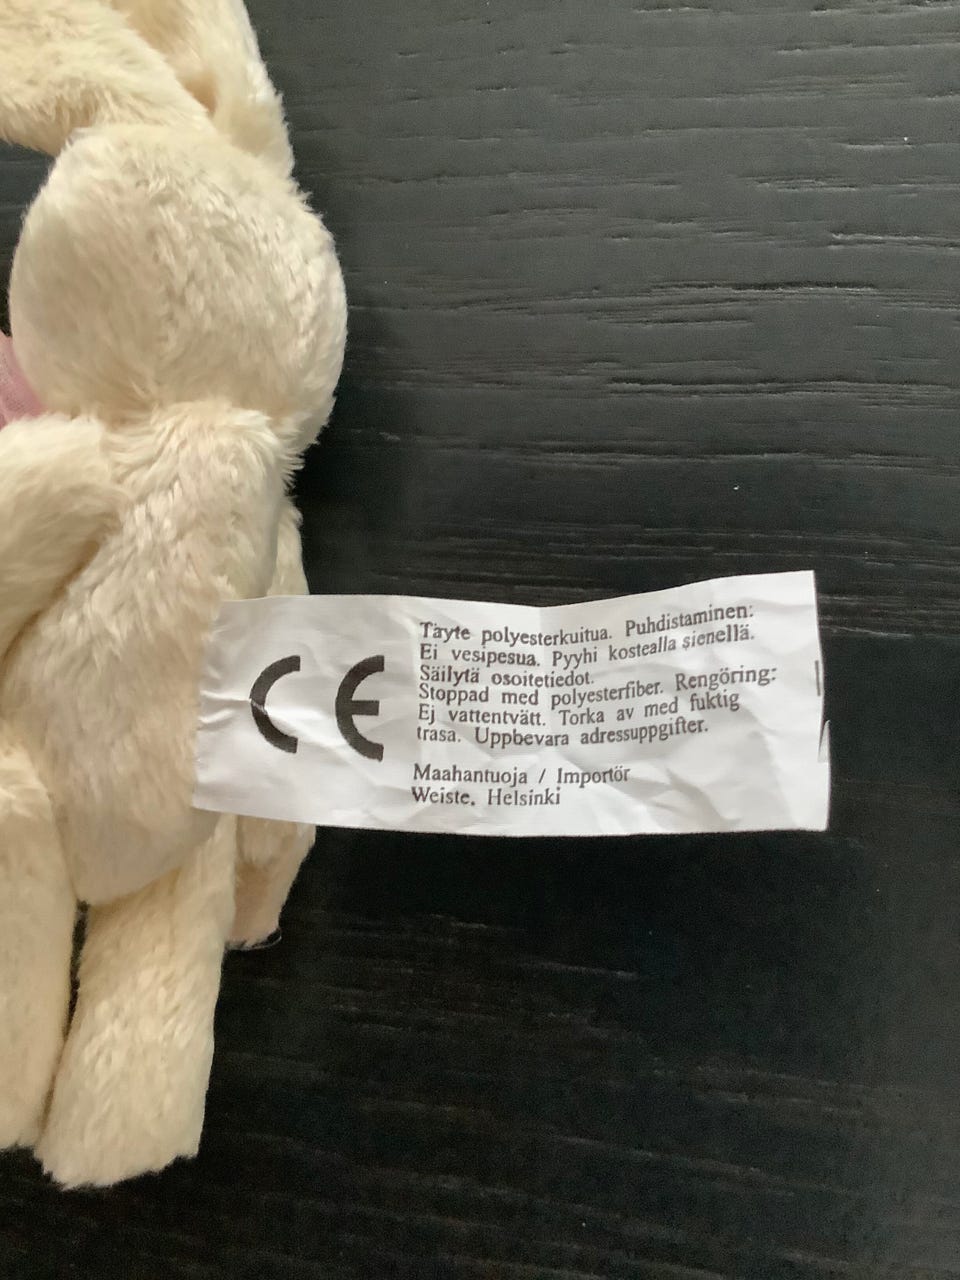 CE
Täyte polyesterkuitua. Puhdistaminen:
Ei vesipesua. Pyyhi kostealla sienellä.
Säilytä osoitetiedot.
Stoppad med polyesterfiber. Rengöring:
Ej vattentvätt. Torka av med fuktig
trasa. Uppbevara adressuppgifter.
Maahantuoja / Importör
Weiste, Helsinki